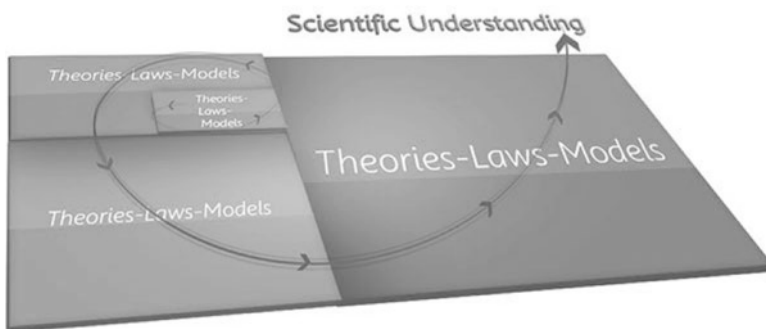 Scientific Understanding
Theories-Laws-Models
Theories-
Laws-
Models
Theories-Laws-Models
Theories-Laws-Models